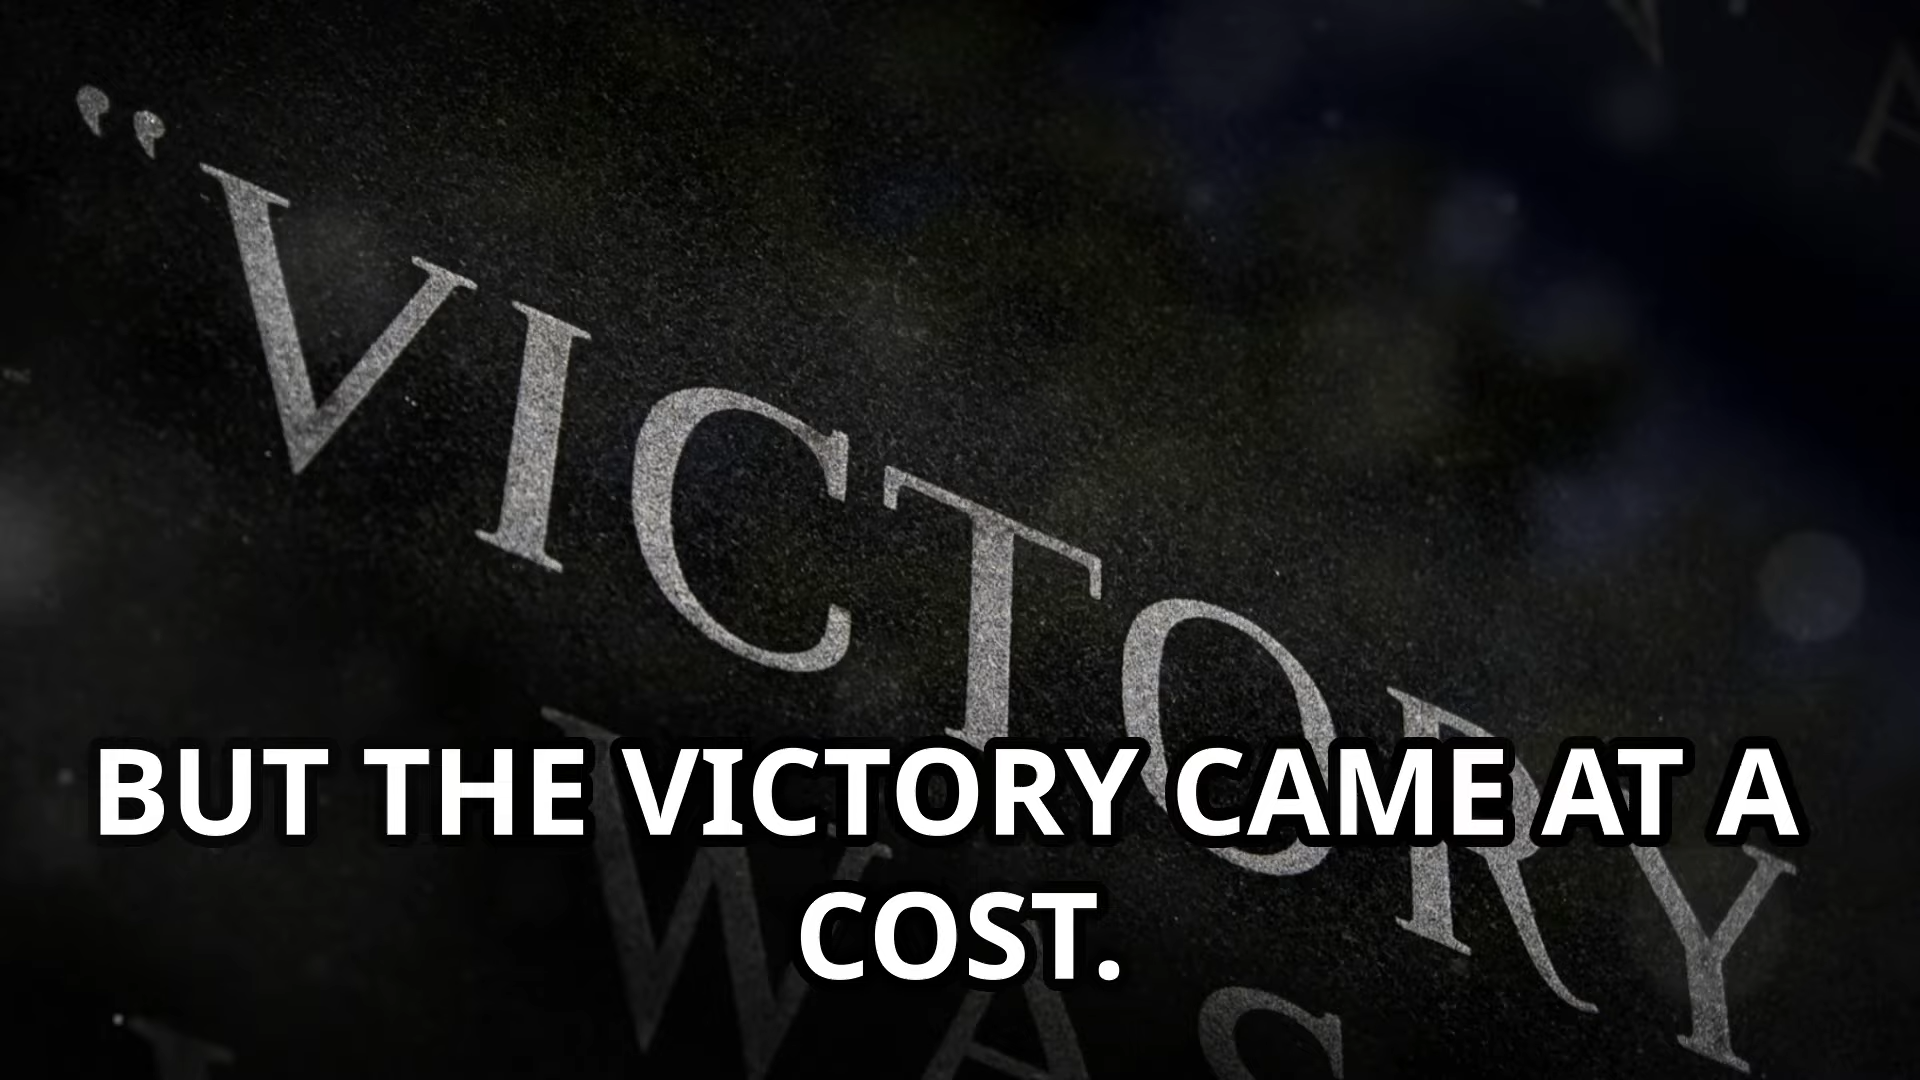 "VICTORY
WAS
BUT THE VICTORY CAME AT A
COST.